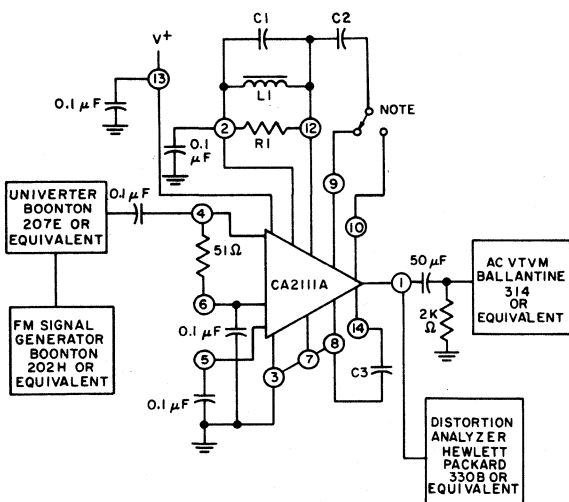 C1
C2
V+
13
0.1 µF
L1
NOTE
2
R1
12
0.1
µF
9
UNIVERTER
BOONTON
207E OR
EQUIVALENT
0.1 µF
4
10
51Ω
CA2111A
1
50 µF
AC VTVM
BALLANTINE
314
OR
EQUIVALENT
FM SIGNAL
GENERATOR
BOONTON
202H OR
EQUIVALENT
6
0.1 µF
14
2K
Ω
5
3
7
8
C3
0.1 µF
DISTORTION
ANALYZER
HEWLETT
PACKARD
330B OR
EQUIVALENT